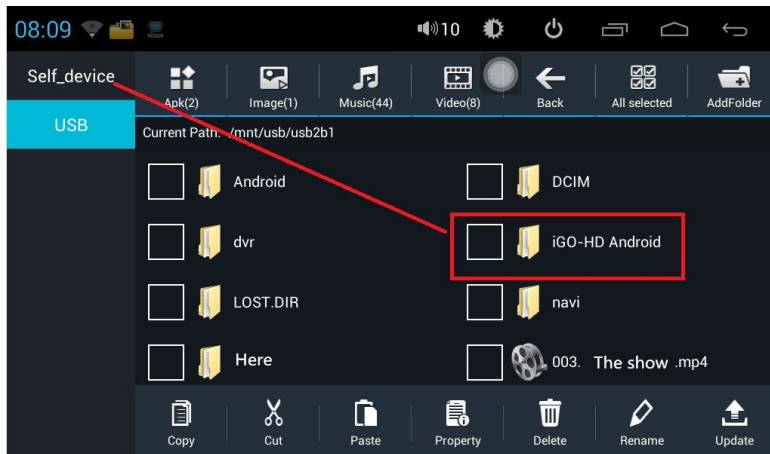 08:09 10
Self_device
USB
Apk(2) Image(1) Music(44) Video(8) Back All selected AddFolder
Current Path: /mnt/usb/usb2b1
Android DCIM
dvr iGO-HD Android
LOST.DIR navi
Here 003. The show .mp4
Copy Cut Paste Property Delete Rename Update